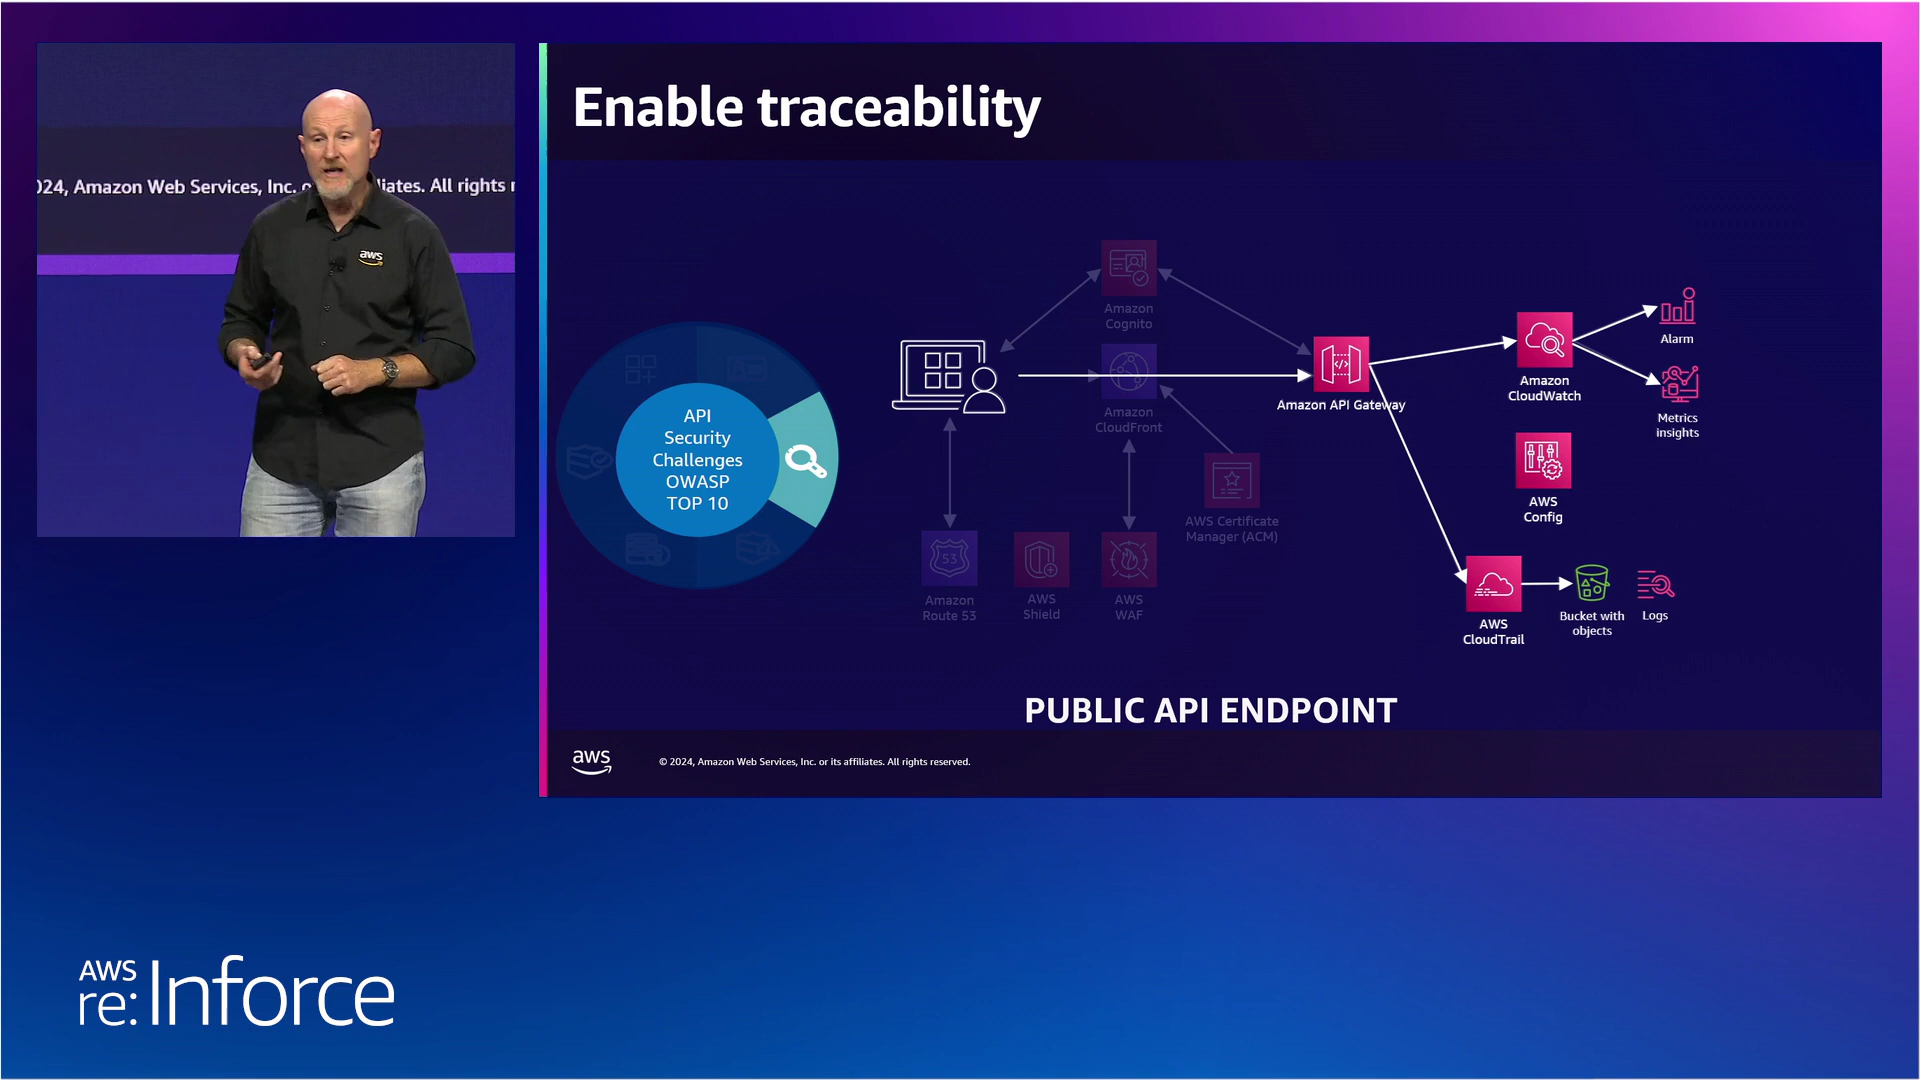 024, Amazon Web Services, Inc. o
liates. All rights r
aws
Enable traceability
API
Security
Challenges
OWASP
TOP 10
Amazon
Cognito
Amazon
CloudFront
Amazon API Gateway
Amazon
CloudWatch
Alarm
Metrics
insights
AWS
Config
AWS Certificate
Manager (ACM)
53
Amazon
Route 53
AWS
Shield
AWS
WAF
AWS
CloudTrail
Bucket with
objects
Logs
PUBLIC API ENDPOINT
aws
© 2024, Amazon Web Services, Inc. or its affiliates. All rights reserved.
AWS
re:Inforce